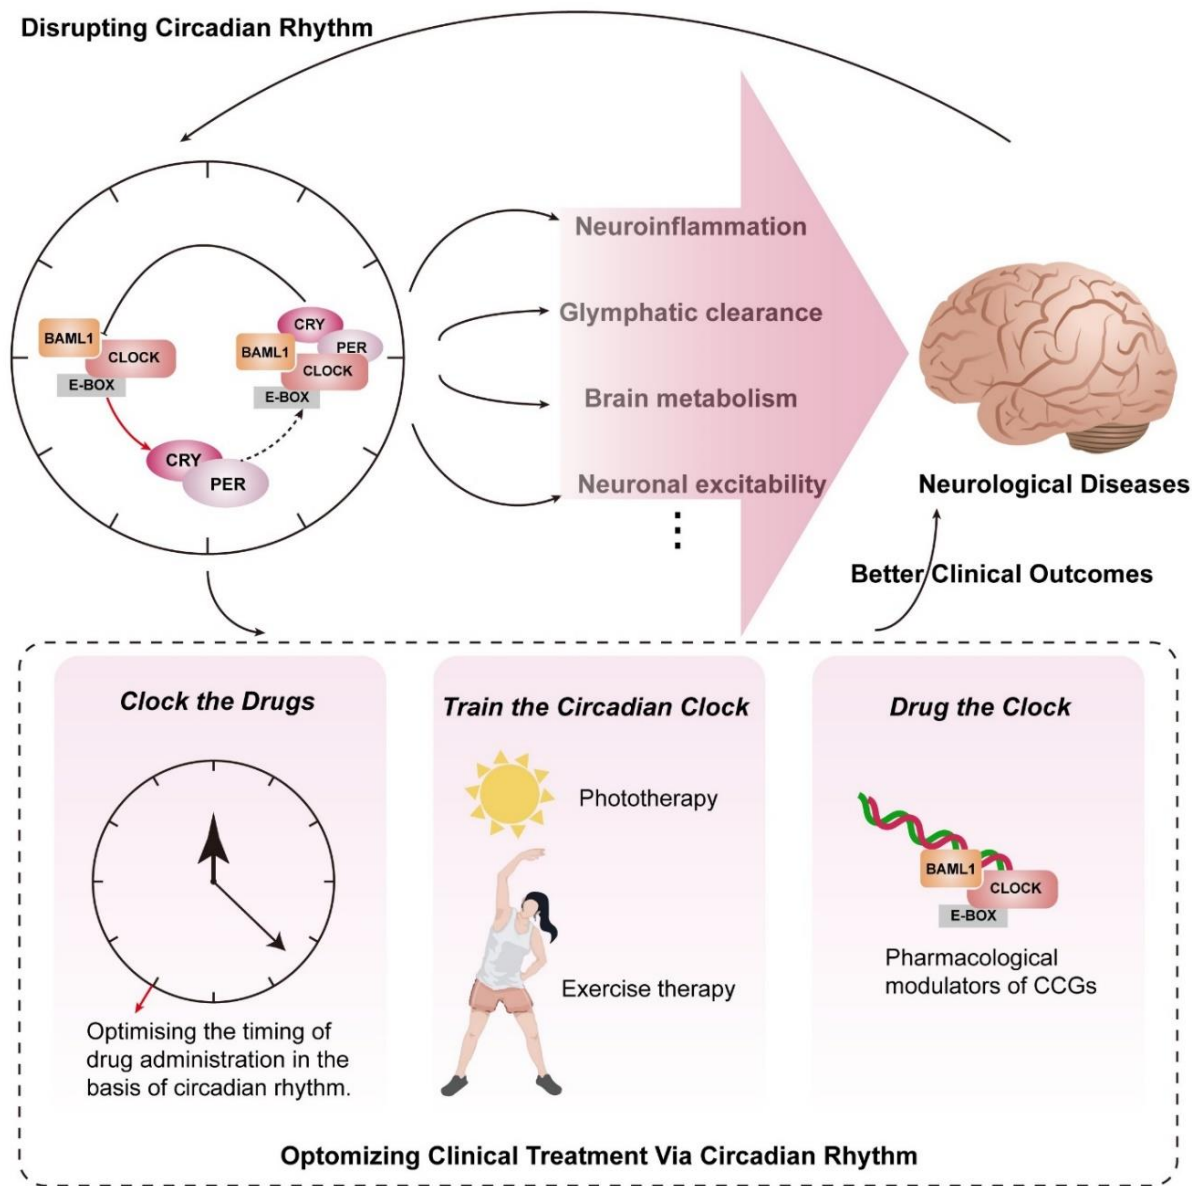 Disrupting Circadian Rhythm
BAML1
CLOCK
E-BOX
CRY
PER
BAML1
CLOCK
E-BOX
CRY
PER
Neuroinflammation
Glymphatic clearance
Brain metabolism
Neuronal excitability
⋮
Neurological Diseases
Better Clinical Outcomes
Clock the Drugs
Optimising the timing of
drug administration in the
basis of circadian rhythm.
Train the Circadian Clock
Phototherapy
Exercise therapy
Drug the Clock
BAML1
CLOCK
E-BOX
Pharmacological
modulators of CCGs
Optomizing Clinical Treatment Via Circadian Rhythm